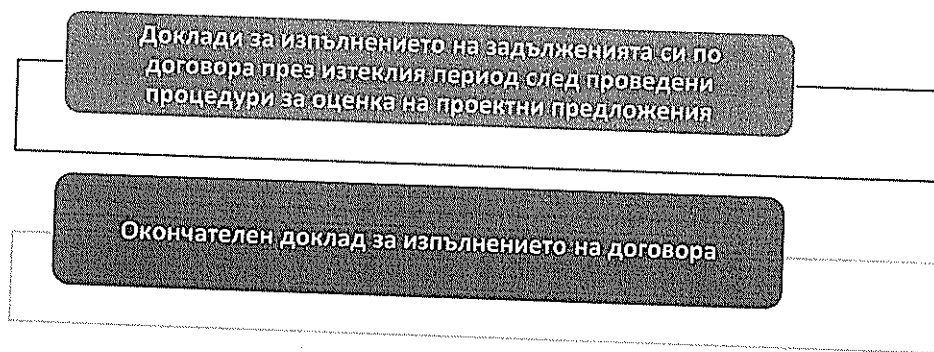 Доклади за изпълнението на задълженията си по
договора през изтеклия период след проведени
процедури за оценка на проектни предложения
Окончателен доклад за изпълнението на договора